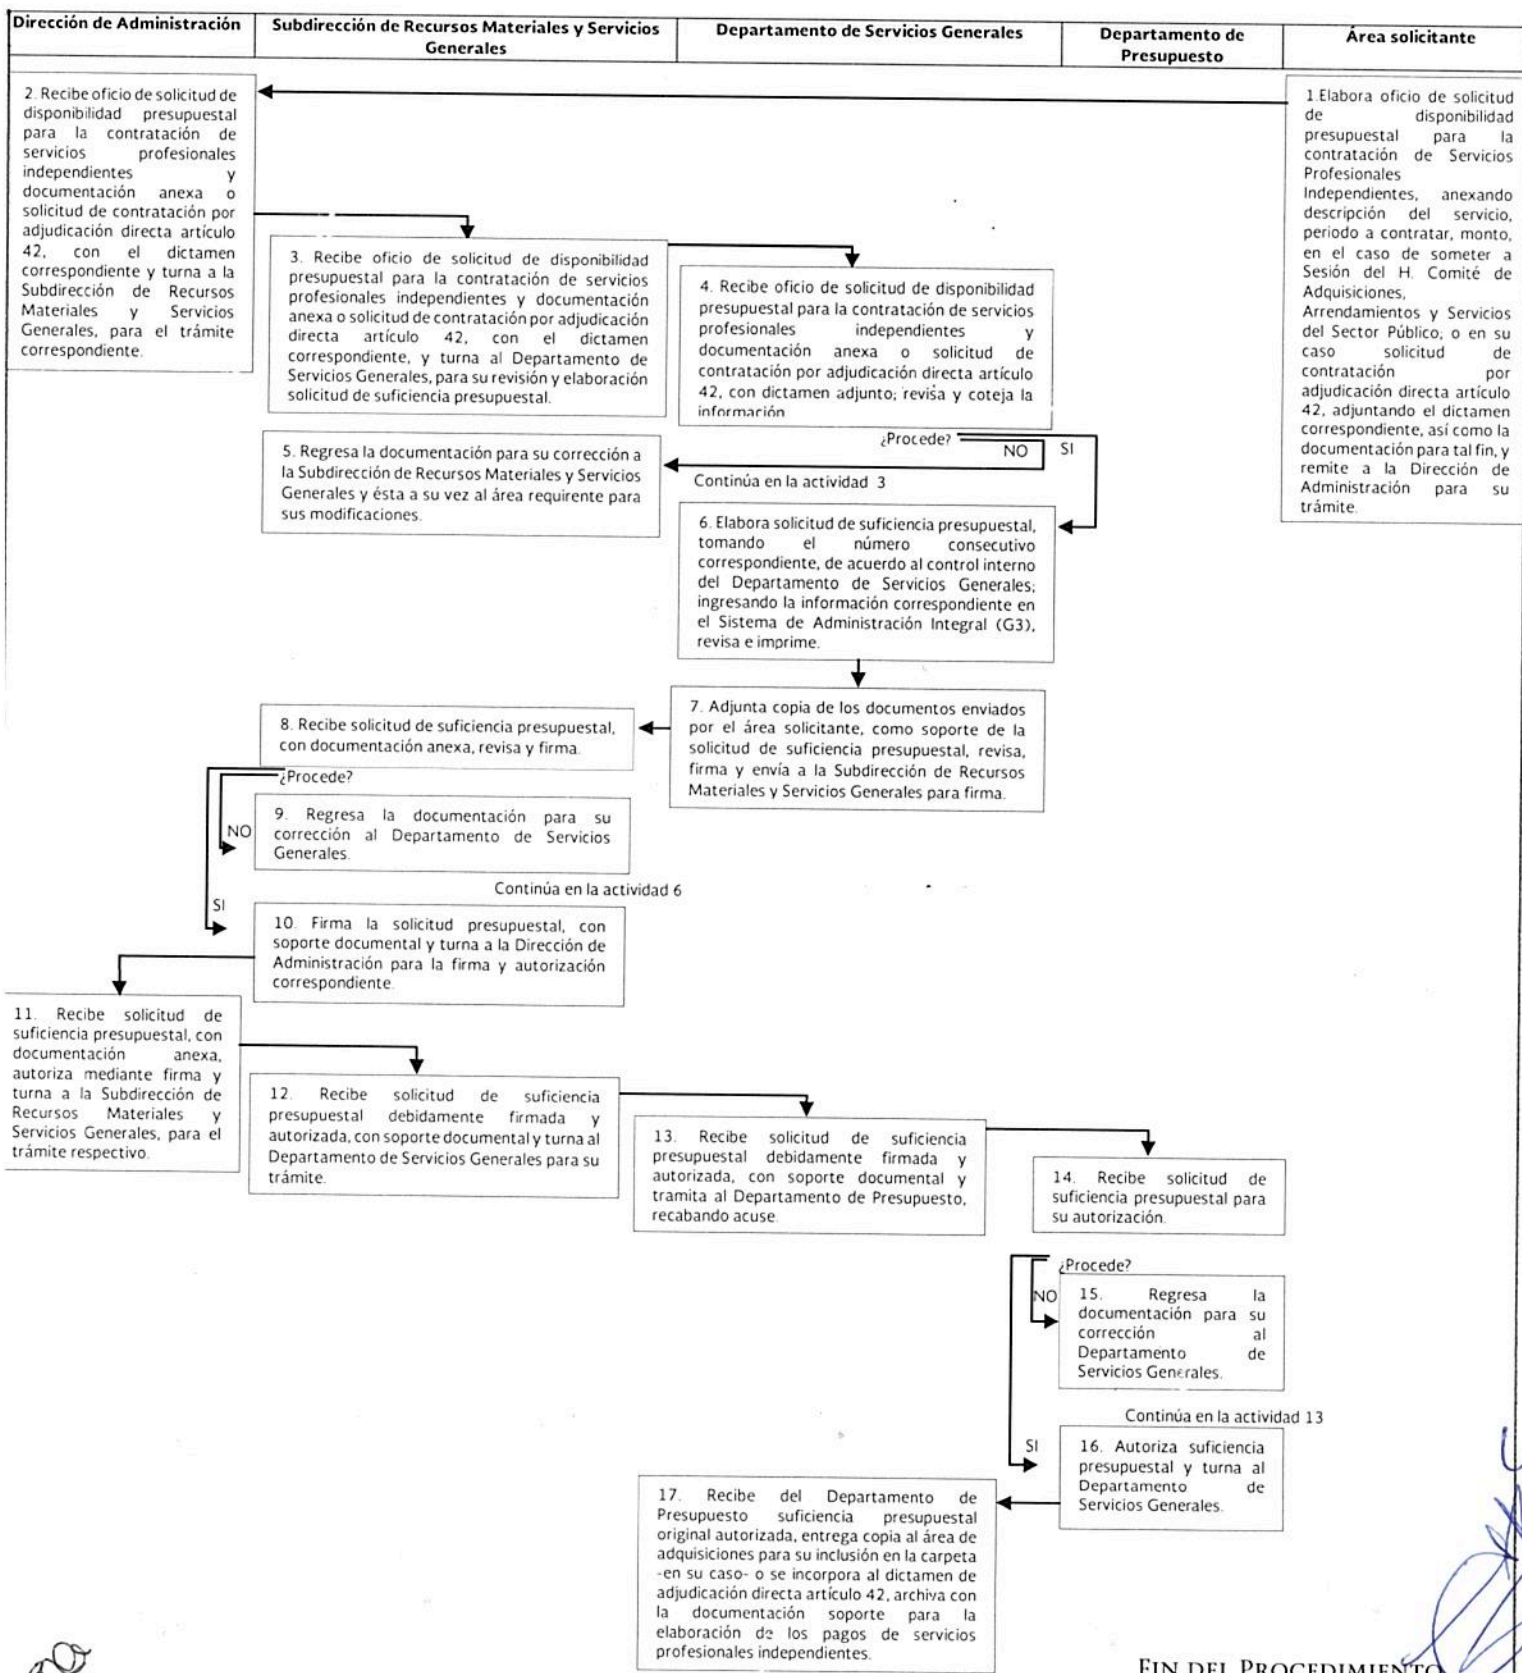 Dirección de Administración
Subdirección de Recursos Materiales y Servicios
Generales
Departamento de Servicios Generales
Departamento de
Presupuesto
Área solicitante
2. Recibe oficio de solicitud de
disponibilidad presupuestal
para la contratación de
servicios profesionales
independientes y
documentación anexa o
solicitud de contratación por
adjudicación directa artículo
42, con el dictamen
correspondiente y turna a la
Subdirección de Recursos
Materiales y Servicios
Generales, para el trámite
correspondiente.
1.Elabora oficio de solicitud
de disponibilidad
presupuestal para la
contratación de Servicios
Profesionales
Independientes, anexando
descripción del servicio,
periodo a contratar, monto,
en el caso de someter a
Sesión del H. Comité de
Adquisiciones,
Arrendamientos y Servicios
del Sector Público; o en su
caso solicitud de
contratación por
adjudicación directa artículo
42, adjuntando el dictamen
correspondiente, así como la
documentación para tal fin, y
remite a la Dirección de
Administración para su
trámite.
3. Recibe oficio de solicitud de disponibilidad
presupuestal para la contratación de servicios
profesionales independientes y documentación
anexa o solicitud de contratación por adjudicación
directa artículo 42, con el dictamen
correspondiente, y turna al Departamento de
Servicios Generales, para su revisión y elaboración
solicitud de suficiencia presupuestal.
4. Recibe oficio de solicitud de disponibilidad
presupuestal para la contratación de servicios
profesionales independientes y
documentación anexa o solicitud de
contratación por adjudicación directa artículo
42, con dictamen adjunto; revisa y coteja la
información
¿Procede?
NO
SI
5. Regresa la documentación para su corrección a
la Subdirección de Recursos Materiales y Servicios
Generales y ésta a su vez al área requirente para
sus modificaciones.
Continúa en la actividad 3
6. Elabora solicitud de suficiencia presupuestal,
tomando el número consecutivo
correspondiente, de acuerdo al control interno
del Departamento de Servicios Generales;
ingresando la información correspondiente en
el Sistema de Administración Integral (G3),
revisa e imprime.
7. Adjunta copia de los documentos enviados
por el área solicitante, como soporte de la
solicitud de suficiencia presupuestal, revisa,
firma y envía a la Subdirección de Recursos
Materiales y Servicios Generales para firma.
8. Recibe solicitud de suficiencia presupuestal,
con documentación anexa, revisa y firma.
¿Procede?
NO
9. Regresa la documentación para su
corrección al Departamento de Servicios
Generales.
Continúa en la actividad 6
SI
10. Firma la solicitud presupuestal, con
soporte documental y turna a la Dirección de
Administración para la firma y autorización
correspondiente.
11. Recibe solicitud de
suficiencia presupuestal, con
documentación anexa,
autoriza mediante firma y
turna a la Subdirección de
Recursos Materiales y
Servicios Generales, para el
trámite respectivo.
12. Recibe solicitud de suficiencia
presupuestal debidamente firmada y
autorizada, con soporte documental y turna al
Departamento de Servicios Generales para su
trámite.
13. Recibe solicitud de suficiencia
presupuestal debidamente firmada y
autorizada, con soporte documental y
tramita al Departamento de Presupuesto,
recabando acuse.
14. Recibe solicitud de
suficiencia presupuestal para
su autorización.
¿Procede?
NO
15. Regresa la
documentación para su
corrección al
Departamento de
Servicios Generales.
Continúa en la actividad 13
SI
16. Autoriza suficiencia
presupuestal y turna al
Departamento de
Servicios Generales.
17. Recibe del Departamento de
Presupuesto suficiencia presupuestal
original autorizada, entrega copia al área de
adquisiciones para su inclusión en la carpeta
-en su caso- o se incorpora al dictamen de
adjudicación directa artículo 42, archiva con
la documentación soporte para la
elaboración de los pagos de servicios
profesionales independientes.
FIN DEL PROCEDIMIENTO